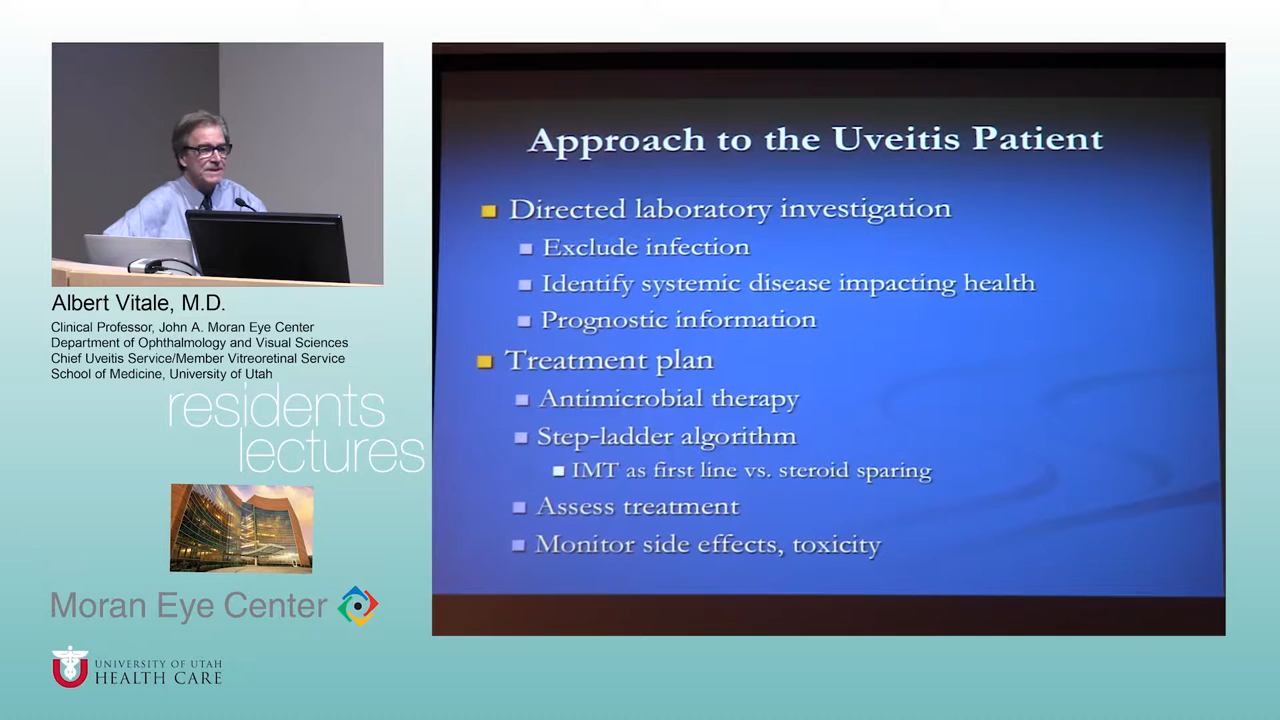 Albert Vitale, M.D.
Clinical Professor, John A. Moran Eye Center
Department of Ophthalmology and Visual Sciences
Chief Uveitis Service/Member Vitreoretinal Service
School of Medicine, University of Utah
residents
lectures
Moran Eye Center
UNIVERSITY OF UTAH
HEALTH CARE
Approach to the Uveitis Patient
Directed laboratory investigation
Exclude infection
Identify systemic disease impacting health
Prognostic information
Treatment plan
Antimicrobial therapy
Step-ladder algorithm
IMT as first line vs. steroid sparing
Assess treatment
Monitor side effects, toxicity